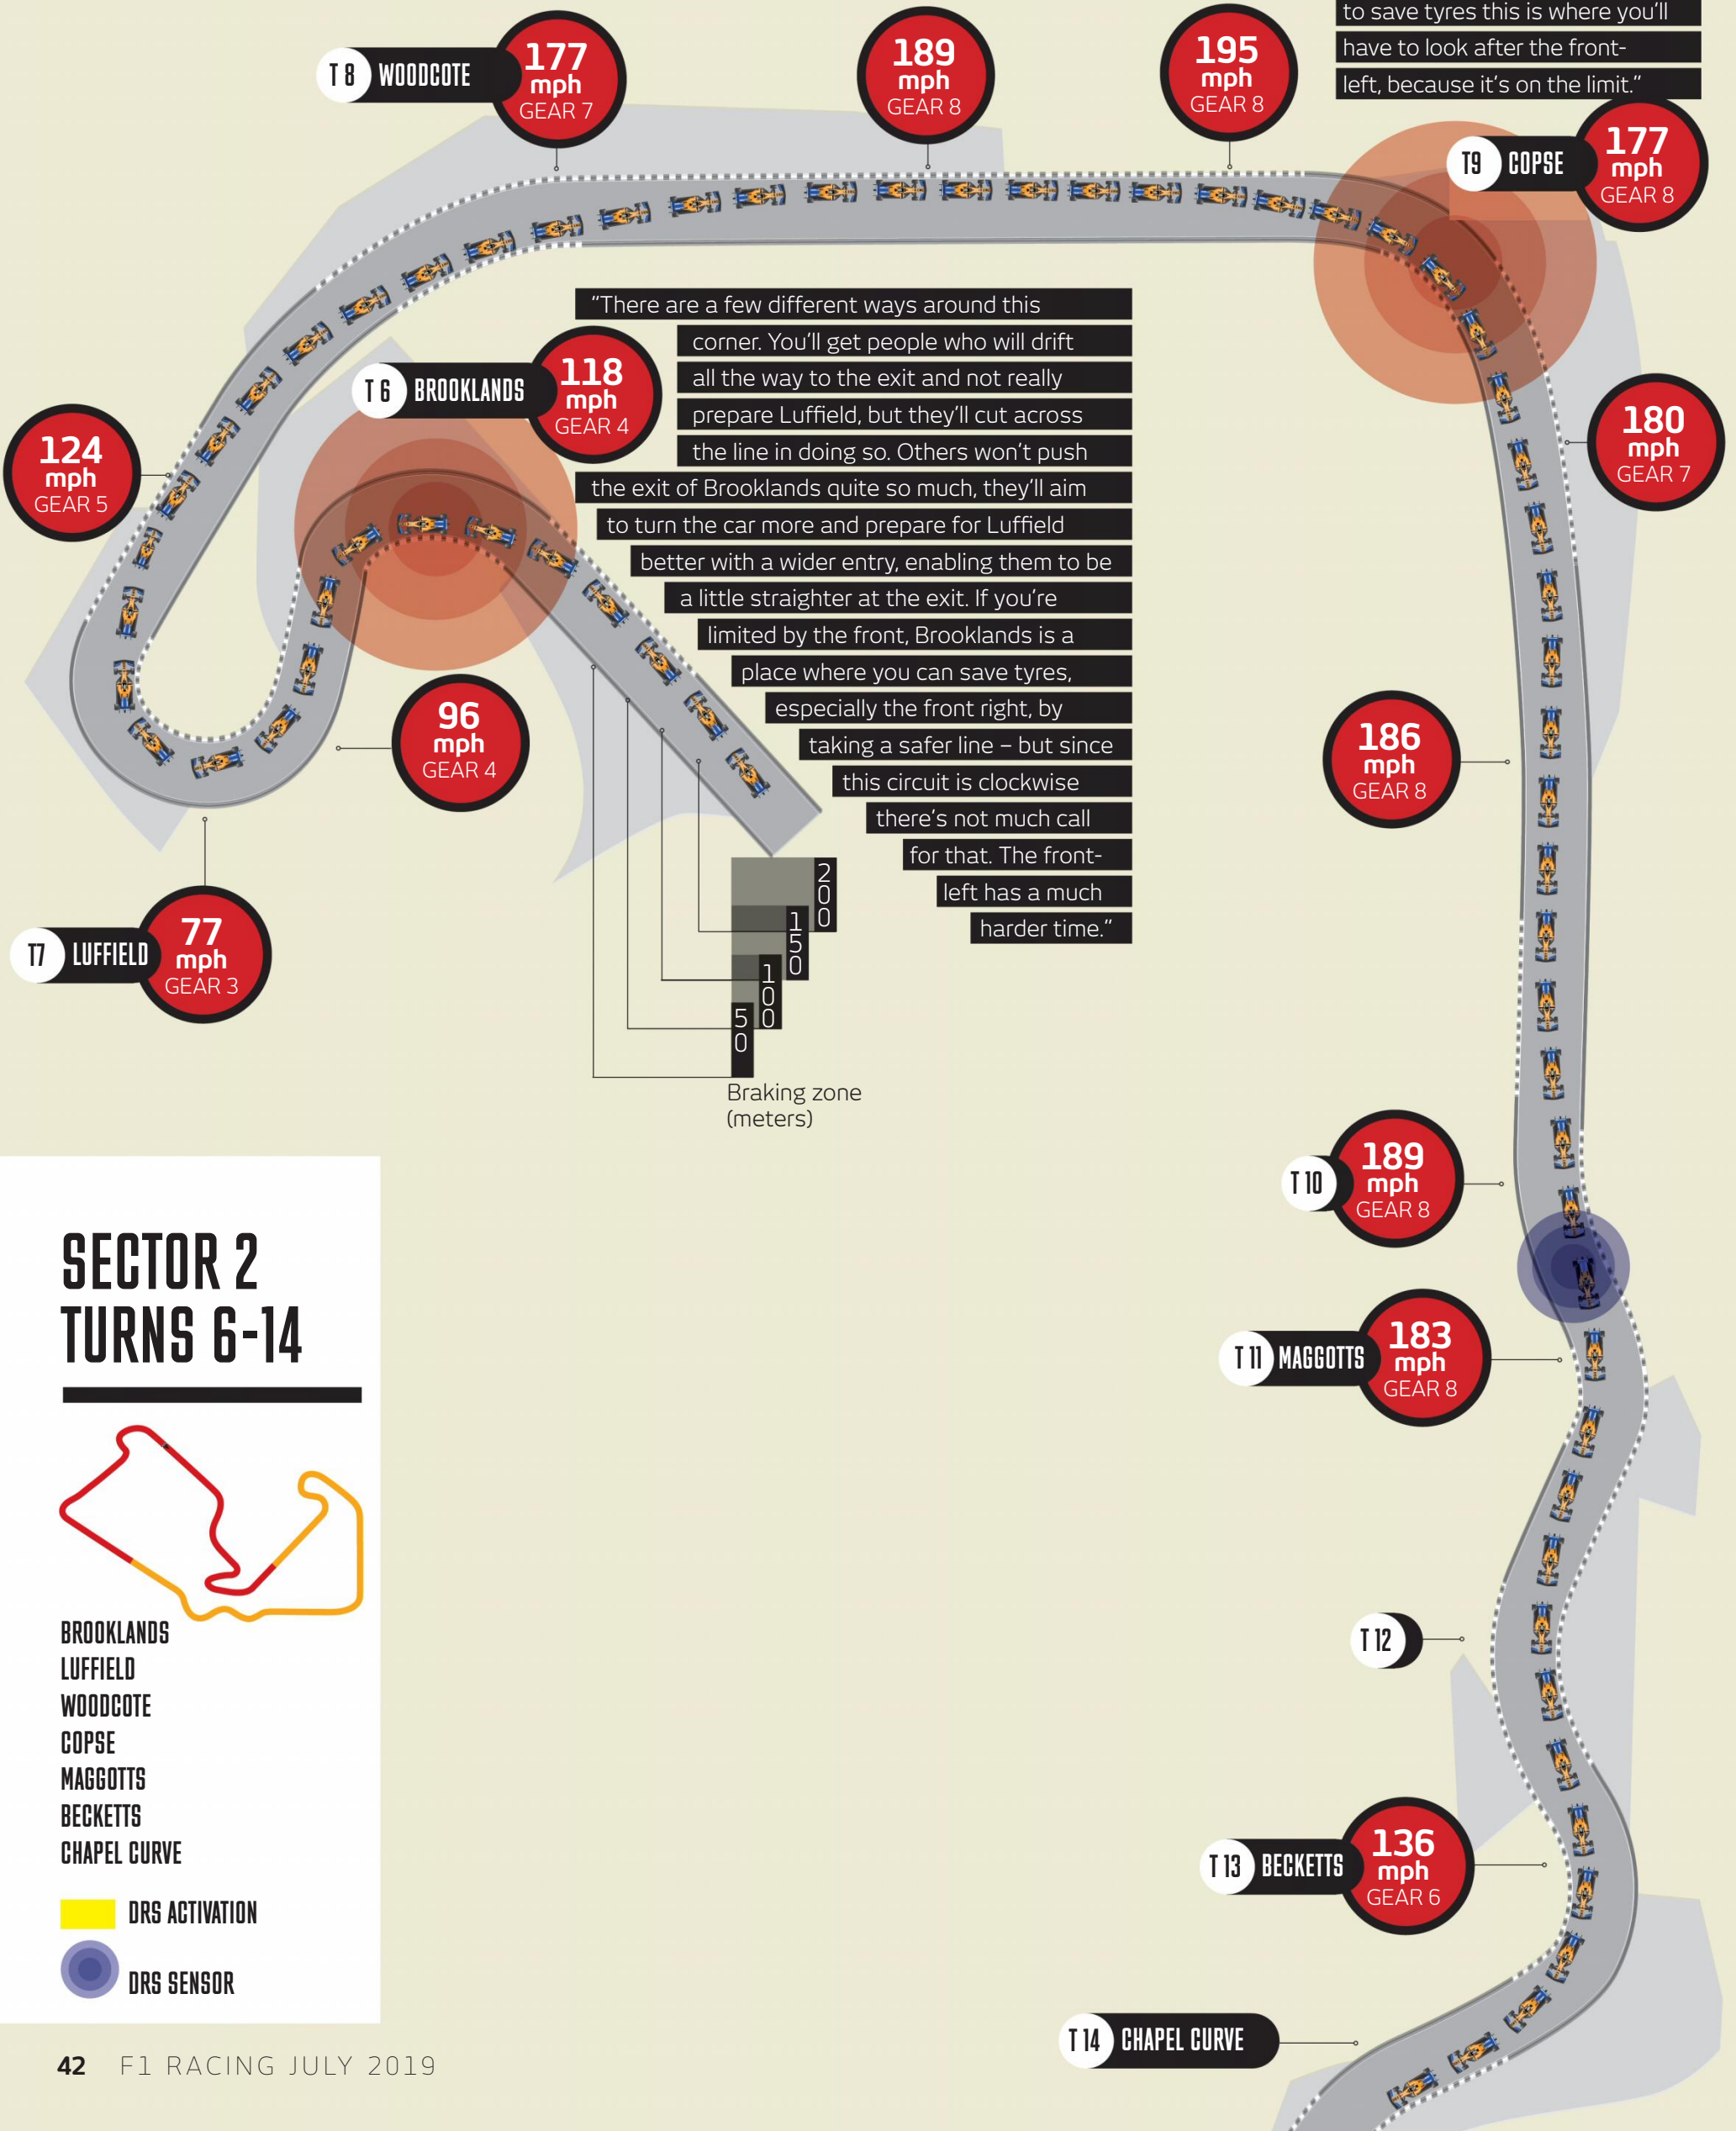 to save tyres this is where you'll
have to look after the front-
left, because it's on the limit."
T 8 WOODCOTE
177
mph
GEAR 7
189
mph
GEAR 8
195
mph
GEAR 8
T9 COPSE
177
mph
GEAR 8
"There are a few different ways around this
corner. You'll get people who will drift
all the way to the exit and not really
prepare Luffield, but they'll cut across
the line in doing so. Others won't push
the exit of Brooklands quite so much, they'll aim
to turn the car more and prepare for Luffield
better with a wider entry, enabling them to be
a little straighter at the exit. If you're
limited by the front, Brooklands is a
place where you can save tyres,
especially the front right, by
taking a safer line – but since
this circuit is clockwise
there's not much call
for that. The front-
left has a much
harder time."
T 6 BROOKLANDS
118
mph
GEAR 4
124
mph
GEAR 5
180
mph
GEAR 7
96
mph
GEAR 4
186
mph
GEAR 8
T7 LUFFIELD
77
mph
GEAR 3
200
150
100
50
Braking zone
(meters)
T 10
189
mph
GEAR 8
T 11 MAGGOTTS
183
mph
GEAR 8
T 12
T 13 BECKETTS
136
mph
GEAR 6
T 14 CHAPEL CURVE
SECTOR 2
TURNS 6-14
BROOKLANDS
LUFFIELD
WOODCOTE
COPSE
MAGGOTTS
BECKETTS
CHAPEL CURVE
DRS ACTIVATION
DRS SENSOR
42 F1 RACING JULY 2019